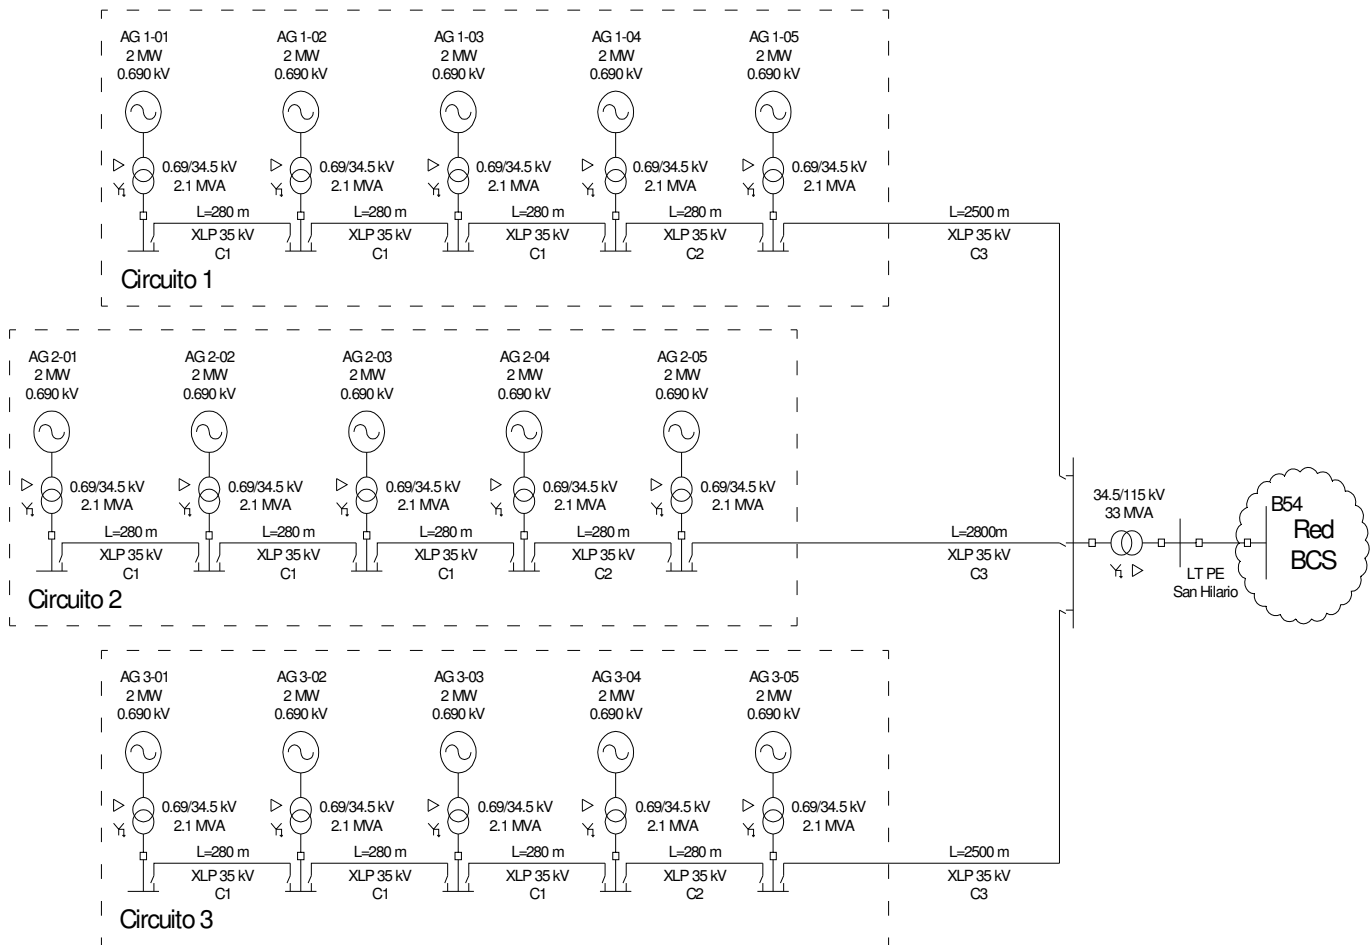 AG 1-01
2 MW
0.690 kV
AG 1-02
2 MW
0.690 kV
AG 1-03
2 MW
0.690 kV
AG 1-04
2 MW
0.690 kV
AG 1-05
2 MW
0.690 kV
0.69/34.5 kV
2.1 MVA
0.69/34.5 kV
2.1 MVA
0.69/34.5 kV
2.1 MVA
0.69/34.5 kV
2.1 MVA
0.69/34.5 kV
2.1 MVA
L=280 m
XLP 35 kV
C1
L=280 m
XLP 35 kV
C1
L=280 m
XLP 35 kV
C1
L=280 m
XLP 35 kV
C2
L=2500 m
XLP 35 kV
C3
Circuito 1
AG 2-01
2 MW
0.690 kV
AG 2-02
2 MW
0.690 kV
AG 2-03
2 MW
0.690 kV
AG 2-04
2 MW
0.690 kV
AG 2-05
2 MW
0.690 kV
0.69/34.5 kV
2.1 MVA
0.69/34.5 kV
2.1 MVA
0.69/34.5 kV
2.1 MVA
0.69/34.5 kV
2.1 MVA
0.69/34.5 kV
2.1 MVA
L=280 m
XLP 35 kV
C1
L=280 m
XLP 35 kV
C1
L=280 m
XLP 35 kV
C1
L=280 m
XLP 35 kV
C2
L=2800m
XLP 35 kV
C3
Circuito 2
34.5/115 kV
33 MVA
LT PE
San Hilario
B54
Red
BCS
AG 3-01
2 MW
0.690 kV
AG 3-02
2 MW
0.690 kV
AG 3-03
2 MW
0.690 kV
AG 3-04
2 MW
0.690 kV
AG 3-05
2 MW
0.690 kV
0.69/34.5 kV
2.1 MVA
0.69/34.5 kV
2.1 MVA
0.69/34.5 kV
2.1 MVA
0.69/34.5 kV
2.1 MVA
0.69/34.5 kV
2.1 MVA
L=280 m
XLP 35 kV
C1
L=280 m
XLP 35 kV
C1
L=280 m
XLP 35 kV
C1
L=280 m
XLP 35 kV
C2
L=2500 m
XLP 35 kV
C3
Circuito 3